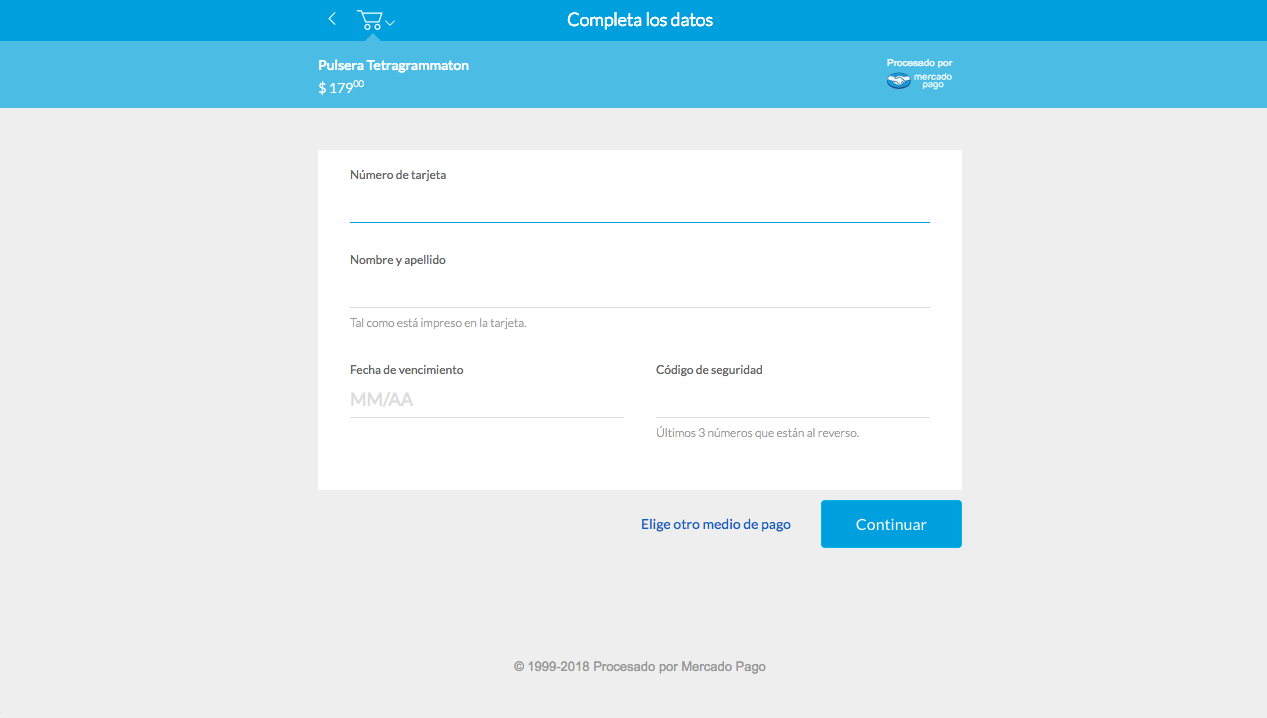 Completa los datos
Pulsera Tetragrammaton
$ 179⁰⁰
Procesado por
mercado
pago
Número de tarjeta
Nombre y apellido
Tal como está impreso en la tarjeta.
Fecha de vencimiento
Código de seguridad
MM/AA
Últimos 3 números que están al reverso.
Elige otro medio de pago
Continuar
© 1999-2018 Procesado por Mercado Pago